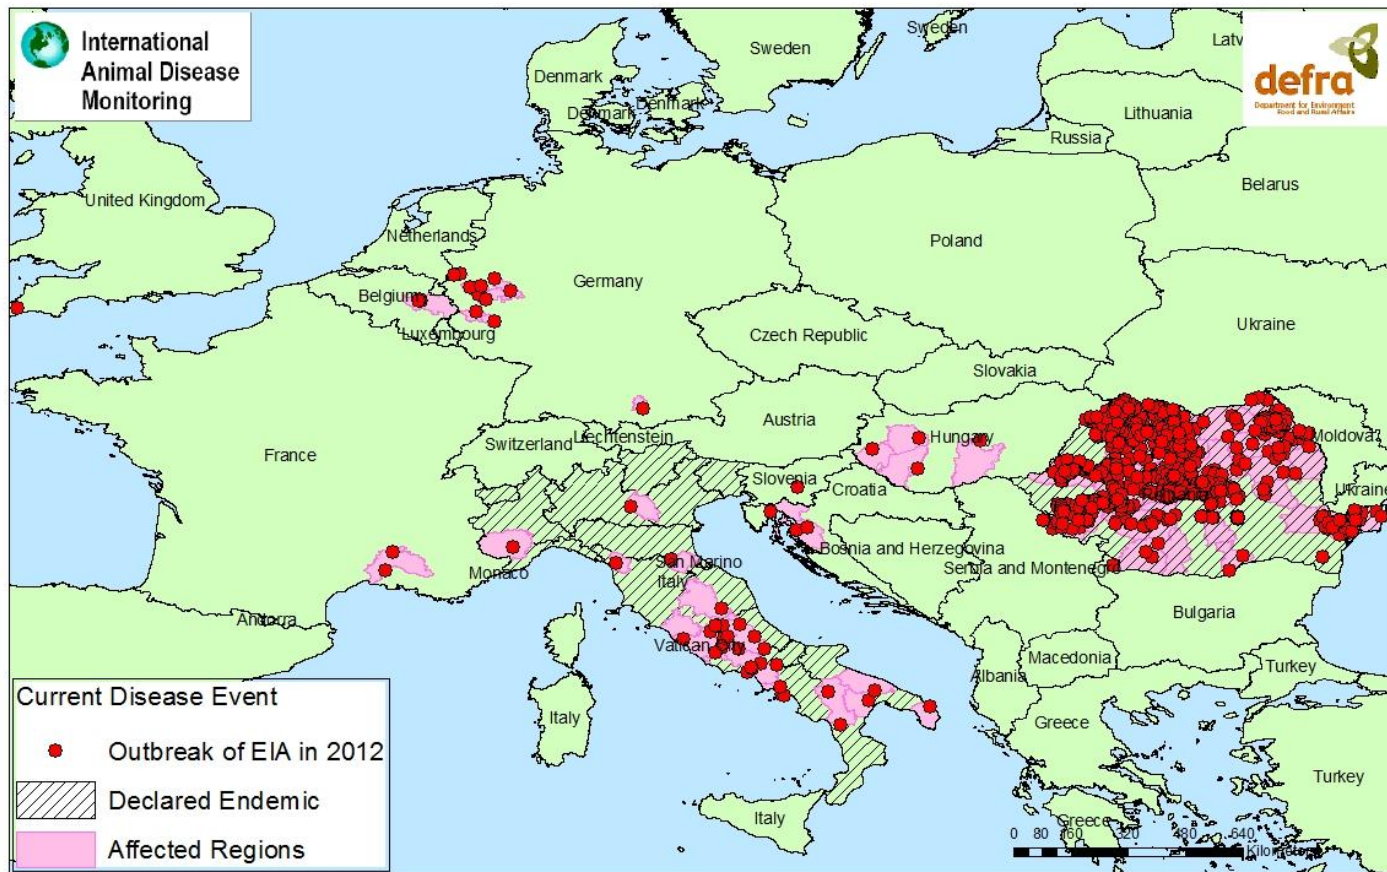 International
Animal Disease
Monitoring
defra
Department for Environment
Food and Rural Affairs
Sweden
Sweden
Denmark
Denmark
Denmark
Latv
Lithuania
Russia
Belarus
United Kingdom
Netherlands
Poland
Germany
Belgium
Luxembourg
Ukraine
Czech Republic
Slovakia
Austria
Liechtenstein
Switzerland
France
Hungary
Moldova
Slovenia
Croatia
Ukraine
Romania
Bosnia and Herzegovina
San Marino
Monaco
Italy
Serbia and Montenegro
Andorra
Bulgaria
Vatican City
Macedonia
Turkey
Albania
Italy
Greece
Turkey
Italy
Greece
Current Disease Event
Outbreak of EIA in 2012
Declared Endemic
Affected Regions
0 80 160 320 480 640
Kilometers